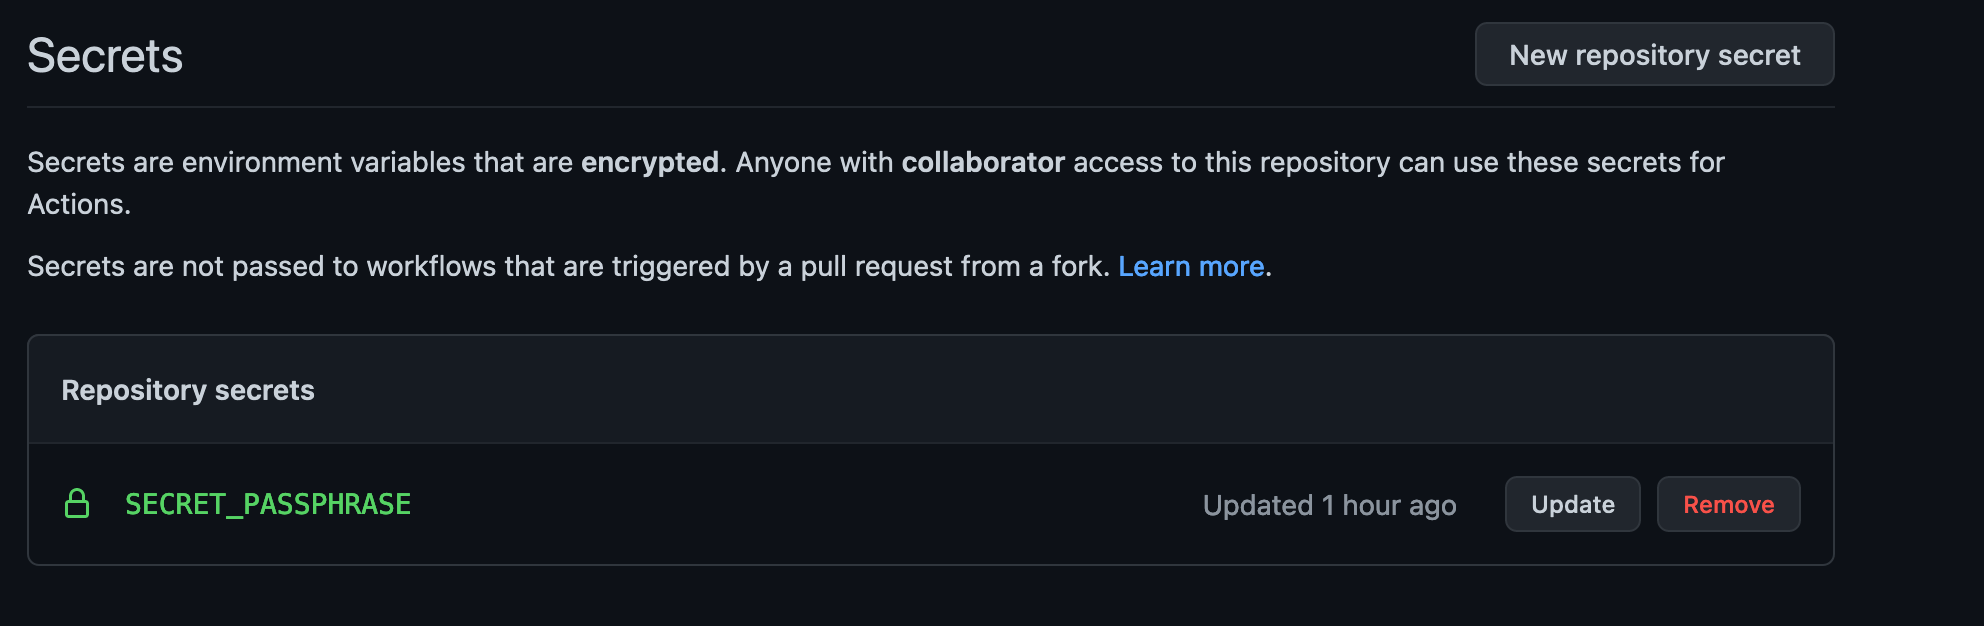 Secrets
New repository secret
Secrets are environment variables that are encrypted. Anyone with collaborator access to this repository can use these secrets for
Actions.
Secrets are not passed to workflows that are triggered by a pull request from a fork. Learn more.
Repository secrets
SECRET_PASSPHRASE
Updated 1 hour ago
Update
Remove